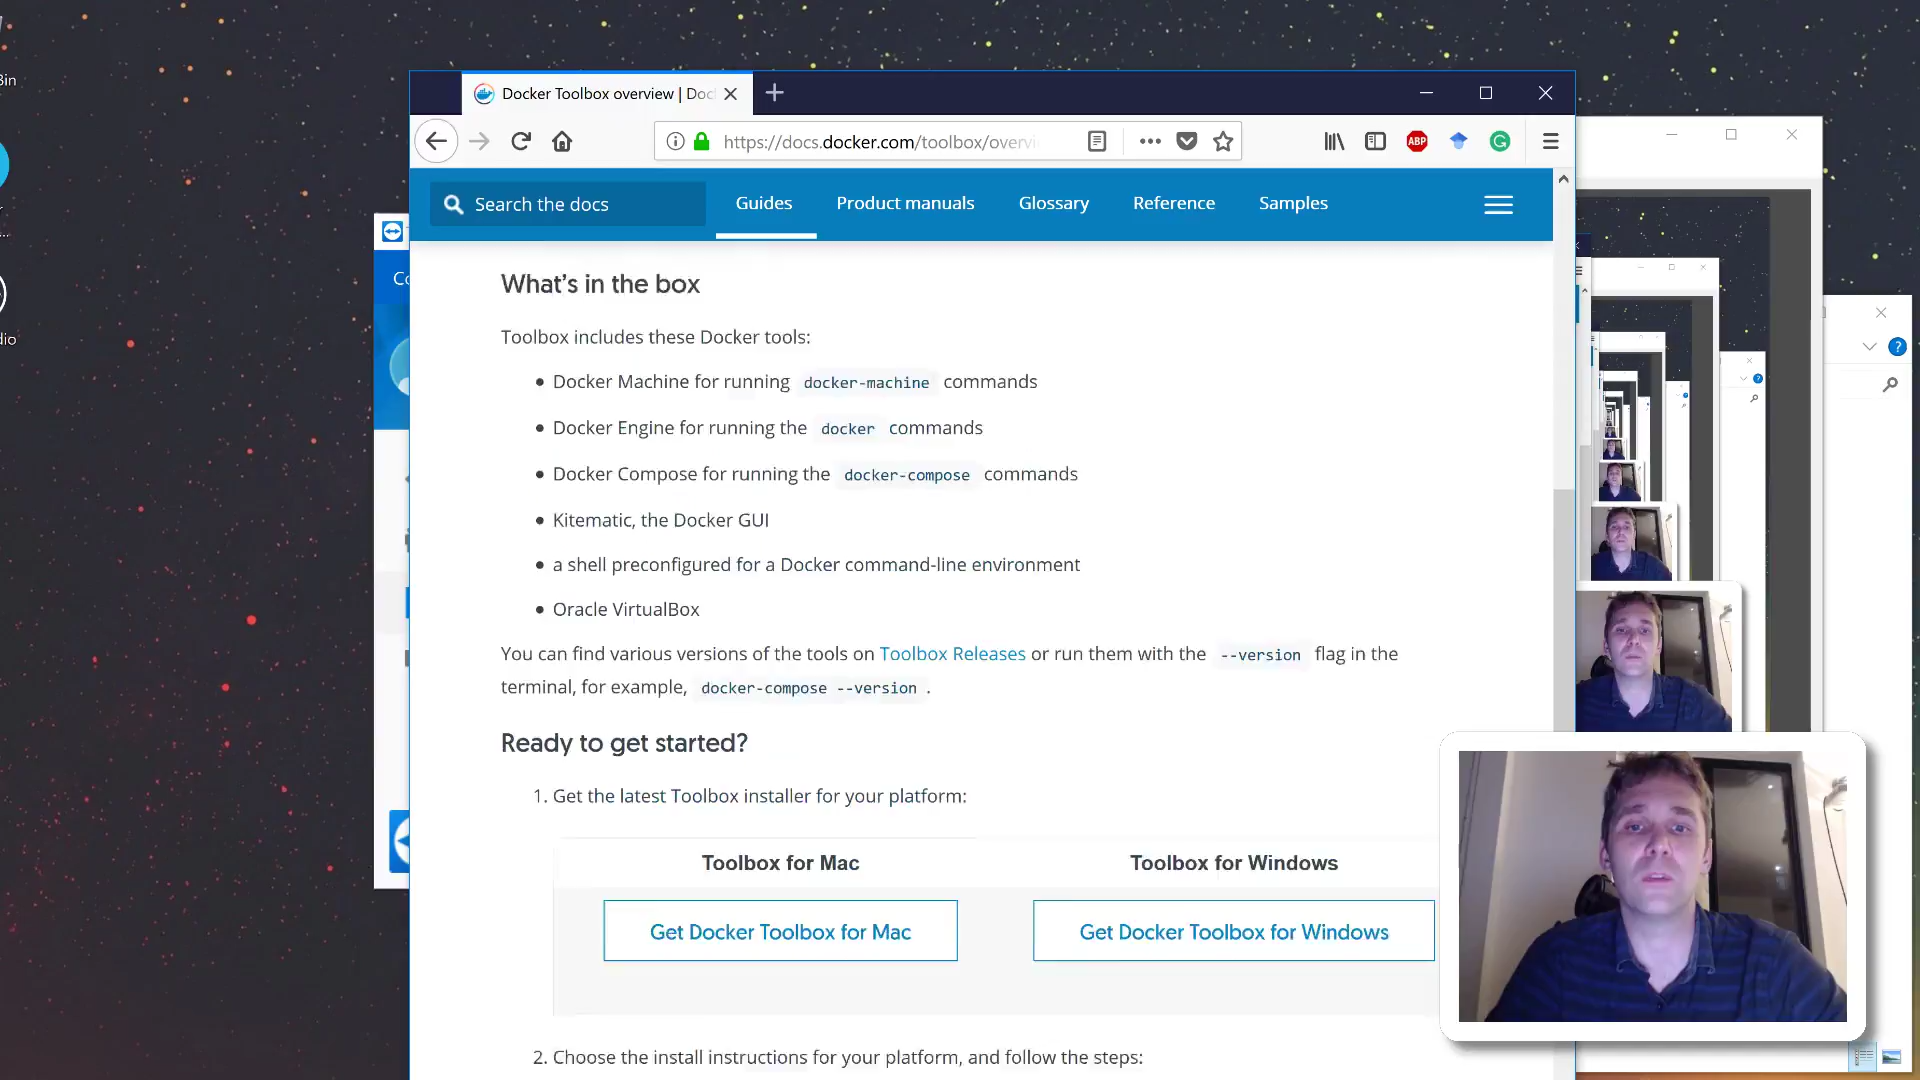 Bin
Docker Toolbox overview | Doc
https://docs.docker.com/toolbox/overvi
ABP
Search the docs
Guides
Product manuals
Glossary
Reference
Samples
What's in the box
Toolbox includes these Docker tools:
• Docker Machine for running docker-machine commands
• Docker Engine for running the docker commands
• Docker Compose for running the docker-compose commands
• Kitematic, the Docker GUI
• a shell preconfigured for a Docker command-line environment
• Oracle VirtualBox
You can find various versions of the tools on Toolbox Releases or run them with the --version flag in the
terminal, for example, docker-compose --version .
Ready to get started?
1. Get the latest Toolbox installer for your platform:
Toolbox for Mac
Toolbox for Windows
Get Docker Toolbox for Mac
Get Docker Toolbox for Windows
2. Choose the install instructions for your platform, and follow the steps: